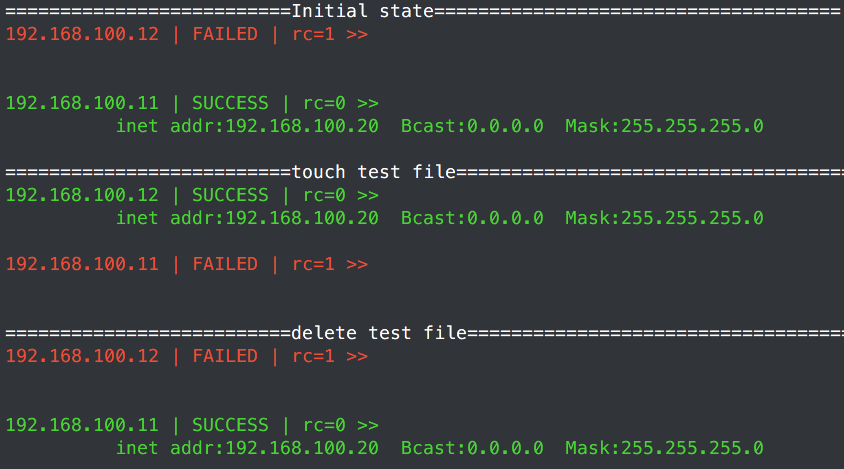 ==========================Initial state=====================================
192.168.100.12 | FAILED | rc=1 >>
192.168.100.11 | SUCCESS | rc=0 >>
          inet addr:192.168.100.20  Bcast:0.0.0.0  Mask:255.255.255.0
==========================touch test file===================================
192.168.100.12 | SUCCESS | rc=0 >>
          inet addr:192.168.100.20  Bcast:0.0.0.0  Mask:255.255.255.0
192.168.100.11 | FAILED | rc=1 >>
==========================delete test file==================================
192.168.100.12 | FAILED | rc=1 >>
192.168.100.11 | SUCCESS | rc=0 >>
          inet addr:192.168.100.20  Bcast:0.0.0.0  Mask:255.255.255.0